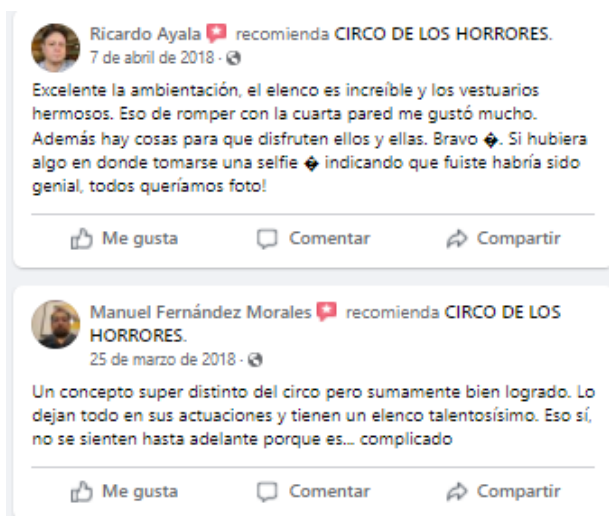 Ricardo Ayala recomienda CIRCO DE LOS HORRORES.
7 de abril de 2018 ·
Excelente la ambientación, el elenco es increíble y los vestuarios
hermosos. Eso de romper con la cuarta pared me gustó mucho.
Además hay cosas para que disfruten ellos y ellas. Bravo �. Si hubiera
algo en donde tomarse una selfie � indicando que fuiste habría sido
genial, todos queríamos foto!
Me gusta Comentar Compartir
Manuel Fernández Morales recomienda CIRCO DE LOS
HORRORES.
25 de marzo de 2018 ·
Un concepto super distinto del circo pero sumamente bien logrado. Lo
dejan todo en sus actuaciones y tienen un elenco talentosísimo. Eso sí,
no se sienten hasta adelante porque es... complicado
Me gusta Comentar Compartir